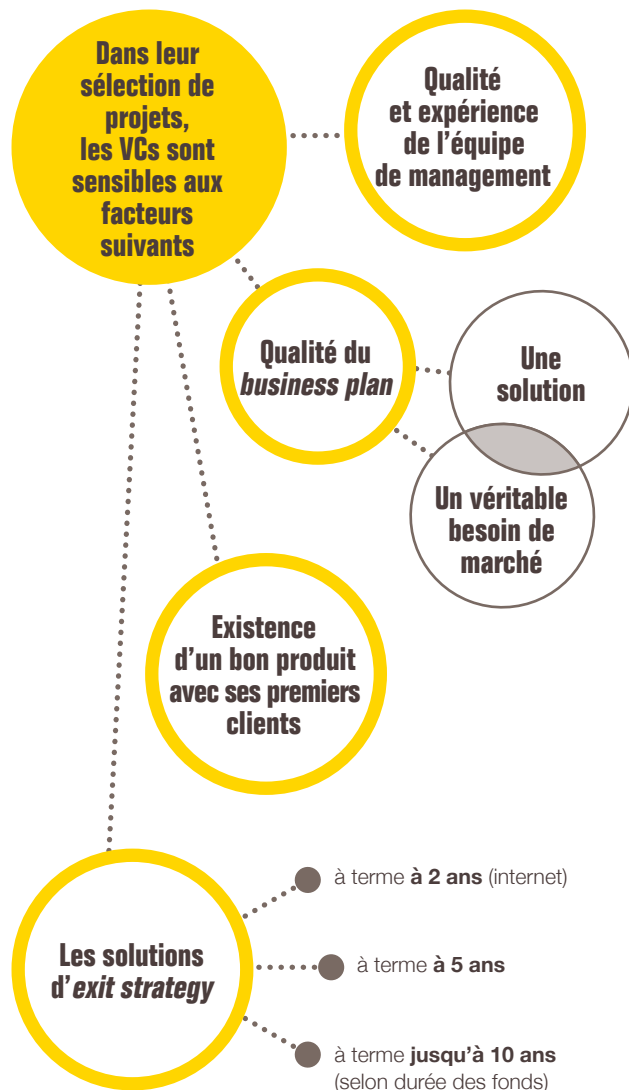 Dans leur
sélection de
projets,
les VCs sont
sensibles aux
facteurs
suivants
Qualité
et expérience
de l'équipe
de management
Qualité du
business plan
Une
solution
Un véritable
besoin de
marché
Existence
d'un bon produit
avec ses premiers
clients
Les solutions
d'exit strategy
à terme à 2 ans (internet)
à terme à 5 ans
à terme jusqu'à 10 ans
(selon durée des fonds)